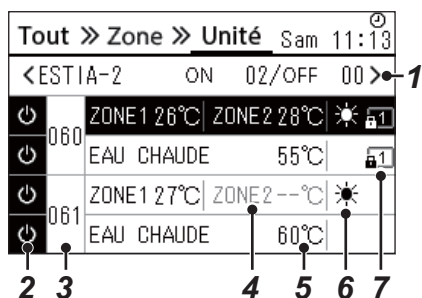 Tout » Zone » Unité Sam 11:13
<ESTIA-2 ON 02/OFF 00> 1
060 ZONE1 26℃ ZONE2 28℃ 1
EAU CHAUDE 55℃ 1
061 ZONE1 27℃ ZONE2 --℃
EAU CHAUDE 60℃
2 3 4 5 6 7